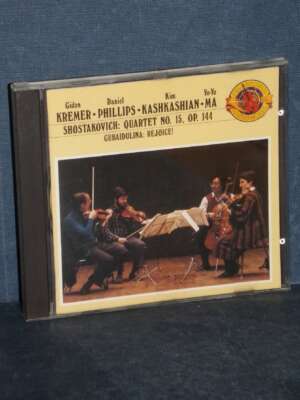 Gidon Daniel Kim Yo-Yo
KREMER • PHILLIPS • KASHKASHIAN • MA
SHOSTAKOVICH: QUARTET NO. 15, OP. 144
GUBAIDULINA: REJOICE!